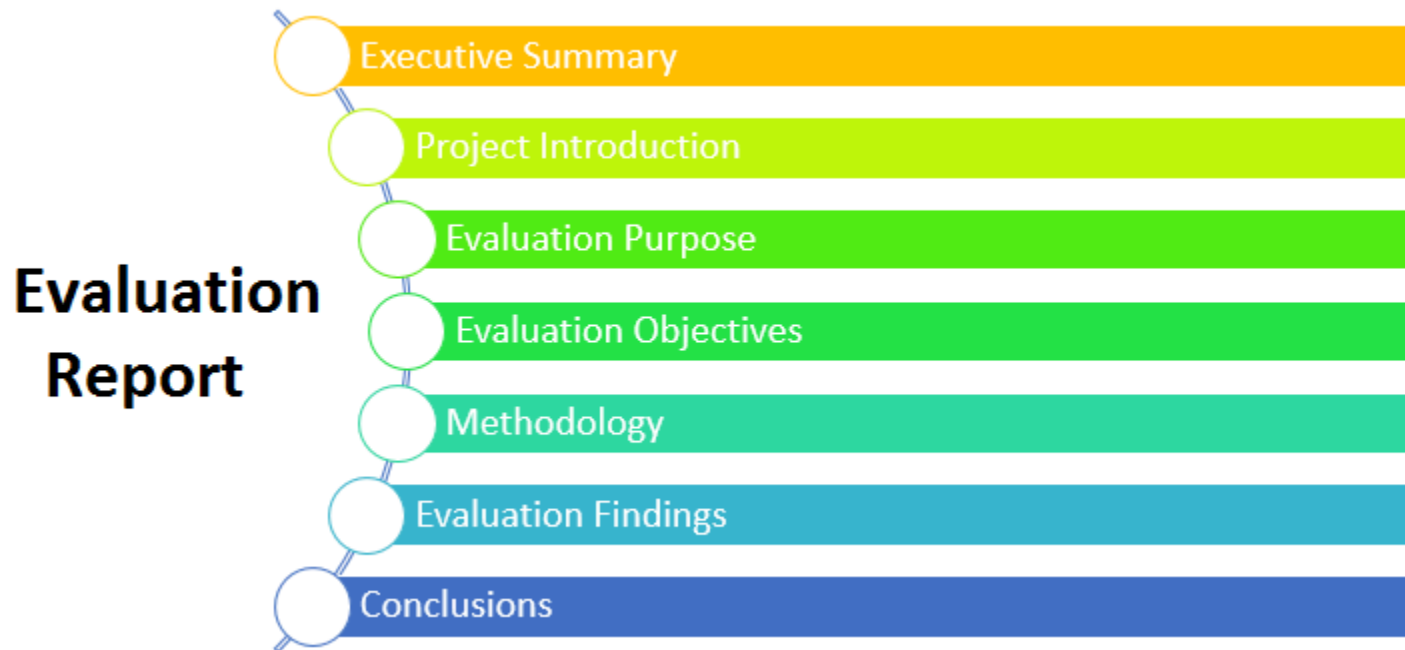 Evaluation
Report
Executive Summary
Project Introduction
Evaluation Purpose
Evaluation Objectives
Methodology
Evaluation Findings
Conclusions